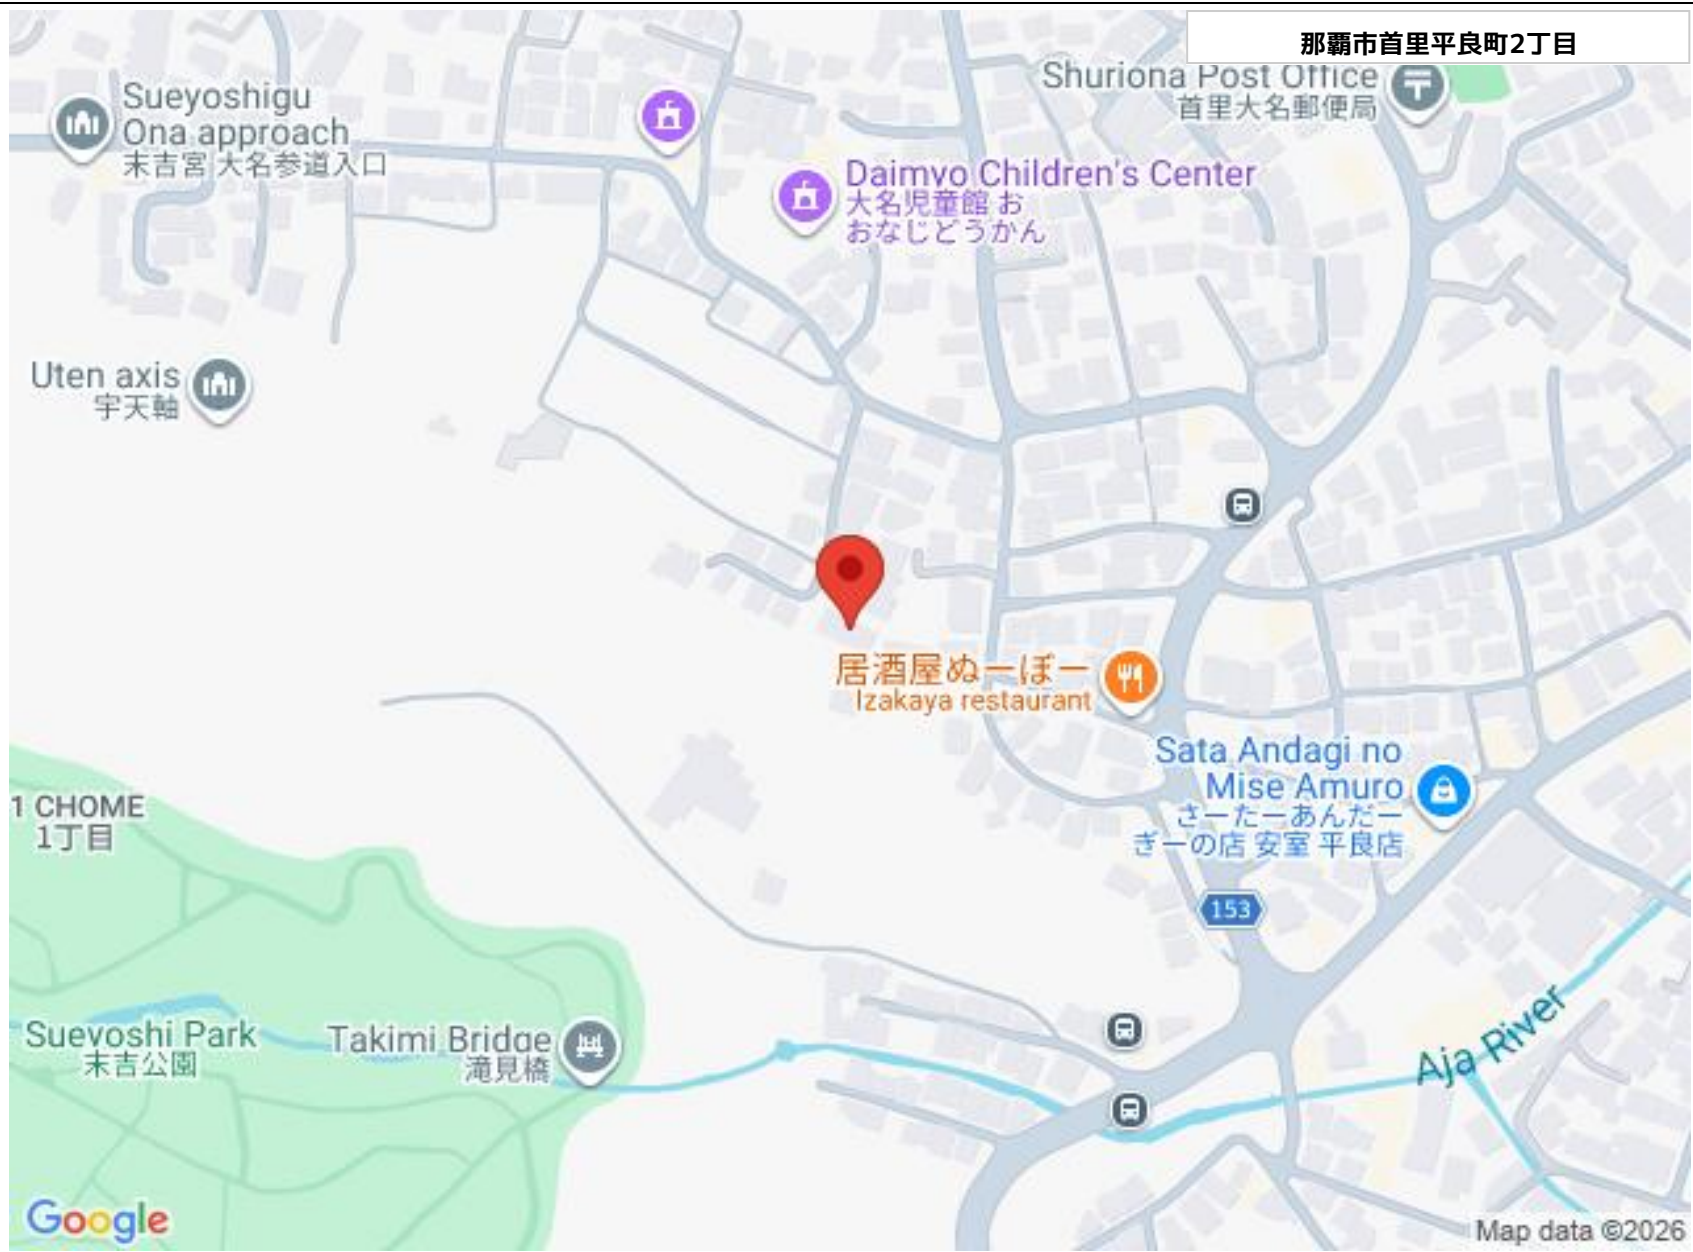 那覇市首里平良町2丁目
Shuriona Post Office
首里大名郵便局
Sueyoshigu
Ona approach
末吉宮 大名参道入口
Daimyo Children's Center
大名児童館 お
おなじどうかん
Uten axis
宇天軸
居酒屋ぬーぼー
Izakaya restaurant
Sata Andagi no
Mise Amuro
さーたーあんだー
ぎーの店 安室 平良店
1 CHOME
1丁目
153
Sueyoshi Park
末吉公園
Takimi Bridge
滝見橋
Aja River
Google
Map data ©2026